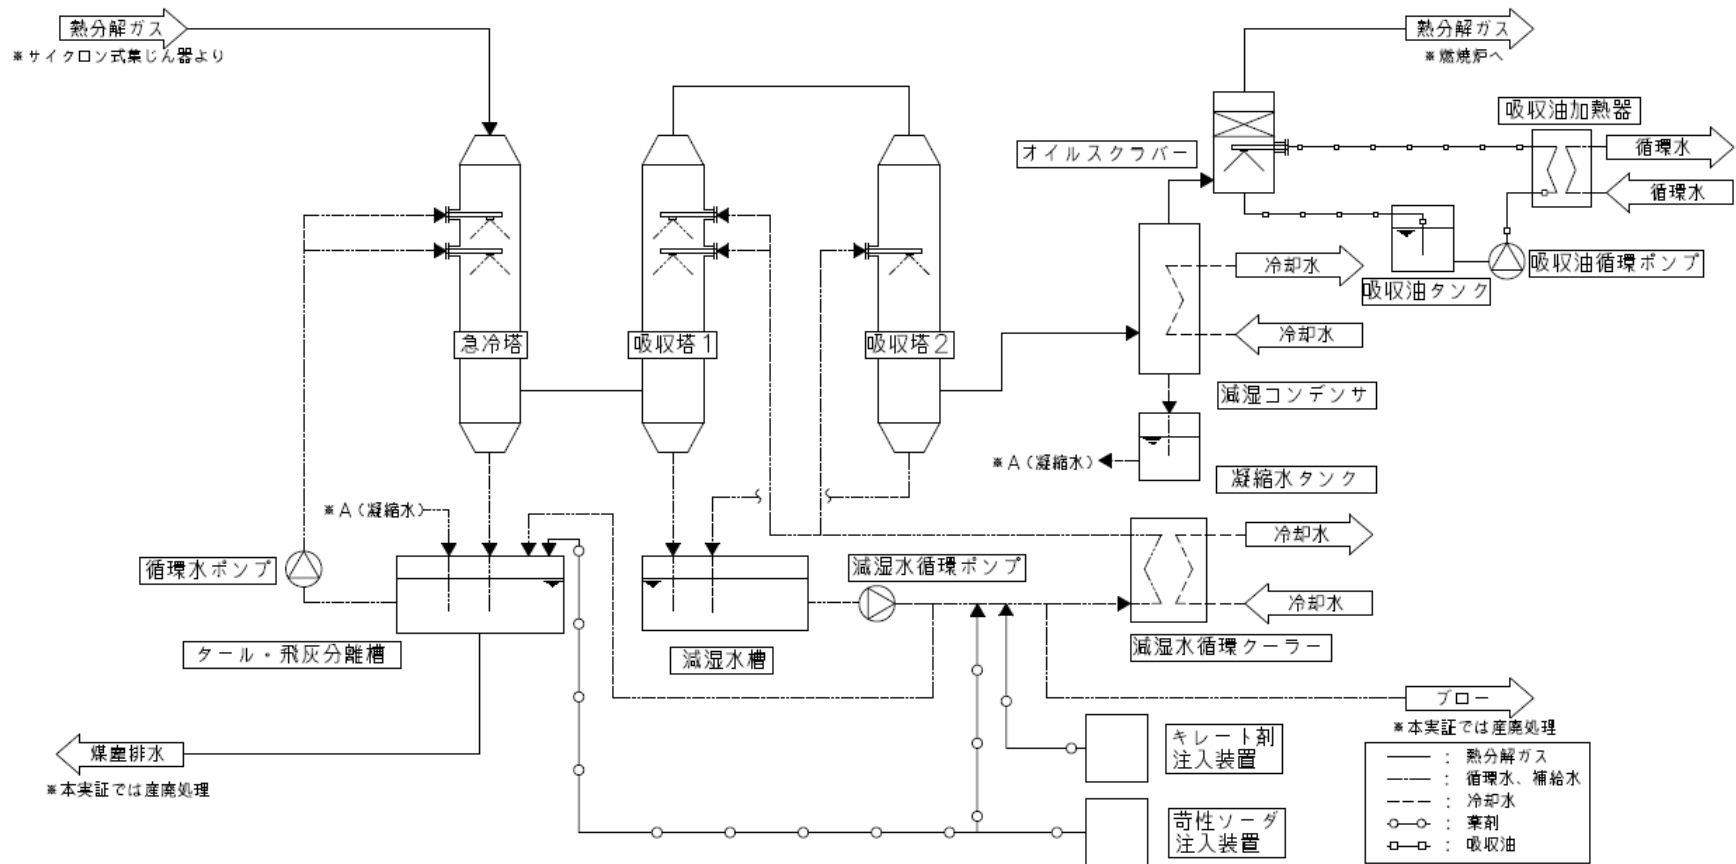 熱分解ガス
※サイクロン式集じん器より
熱分解ガス
※燃焼炉へ
吸収油加熱器
循環水
循環水
オイルスクラバー
吸収油循環ポンプ
吸収油タンク
冷却水
冷却水
急冷塔
吸収塔1
吸収塔2
減湿コンデンサ
※A(凝縮水)
凝縮水タンク
※A(凝縮水)
循環水ポンプ
減湿水循環ポンプ
冷却水
冷却水
タール・飛灰分離槽
減湿水槽
減湿水循環クーラー
ブロー
※本実証では産廃処理
煤塵排水
※本実証では産廃処理
キレート剤
注入装置
苛性ソーダ
注入装置
: 熱分解ガス
: 循環水、補給水
: 冷却水
: 薬剤
: 吸収油